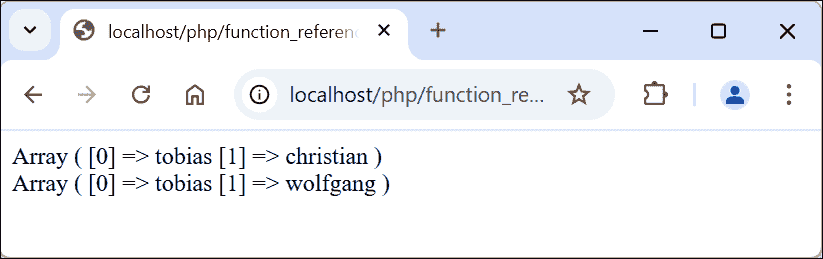 localhost/php/function_referen
localhost/php/function_re...
Array ( [0] => tobias [1] => christian )
Array ( [0] => tobias [1] => wolfgang )